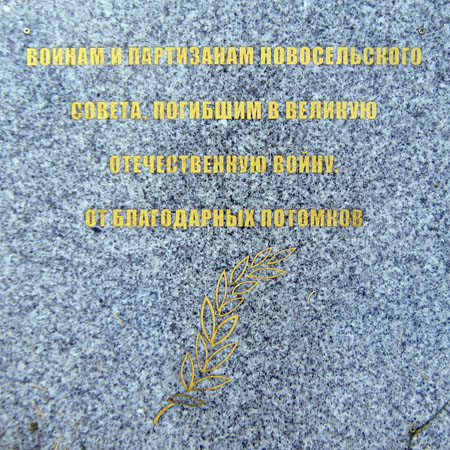 ВОИНАМ И ПАРТИЗАНАМ НОВОСЕЛЬСКОГО
СОВЕТА, ПОГИБШИМ В ВЕЛИКУЮ
ОТЕЧЕСТВЕННУЮ ВОЙНУ.
ОТ БЛАГОДАРНЫХ ПОТОМКОВ